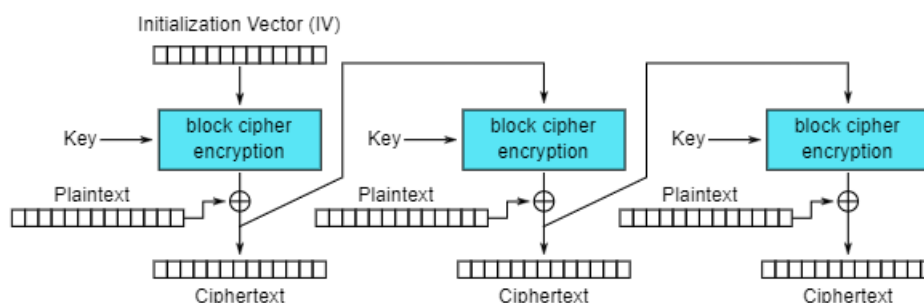 Initialization Vector (IV)
Key
block cipher
encryption
Key
block cipher
encryption
Key
block cipher
encryption
Plaintext
Plaintext
Plaintext
Ciphertext
Ciphertext
Ciphertext